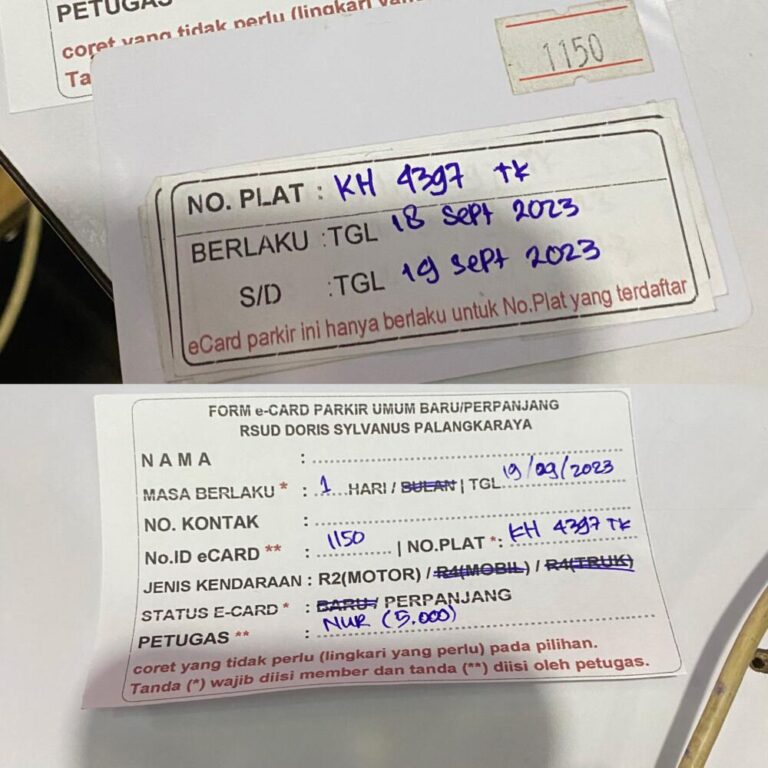 PETUGAS
coret yang tidak perlu (lingkari yang
Ta
1150
NO. PLAT : KH 4397 TK
BERLAKU :TGL 18 Sept 2023
S/D :TGL 19 Sept 2023
eCard parkir ini hanya berlaku untuk No.Plat yang terdaftar
FORM e-CARD PARKIR UMUM BARU/PERPANJANG
RSUD DORIS SYLVANUS PALANGKARAYA
N A M A :
MASA BERLAKU * : 1 HARI / BULAN | TGL 19/09/2023
NO. KONTAK :
No.ID eCARD ** : 1150 | NO.PLAT *: KH 4397 TK
JENIS KENDARAAN : R2(MOTOR) / R4(MOBIL) / R4(TRUK)
STATUS E-CARD * : BARU / PERPANJANG
PETUGAS ** : NUR (5.000)
coret yang tidak perlu (lingkari yang perlu) pada pilihan.
Tanda (*) wajib diisi member dan tanda (**) diisi oleh petugas.